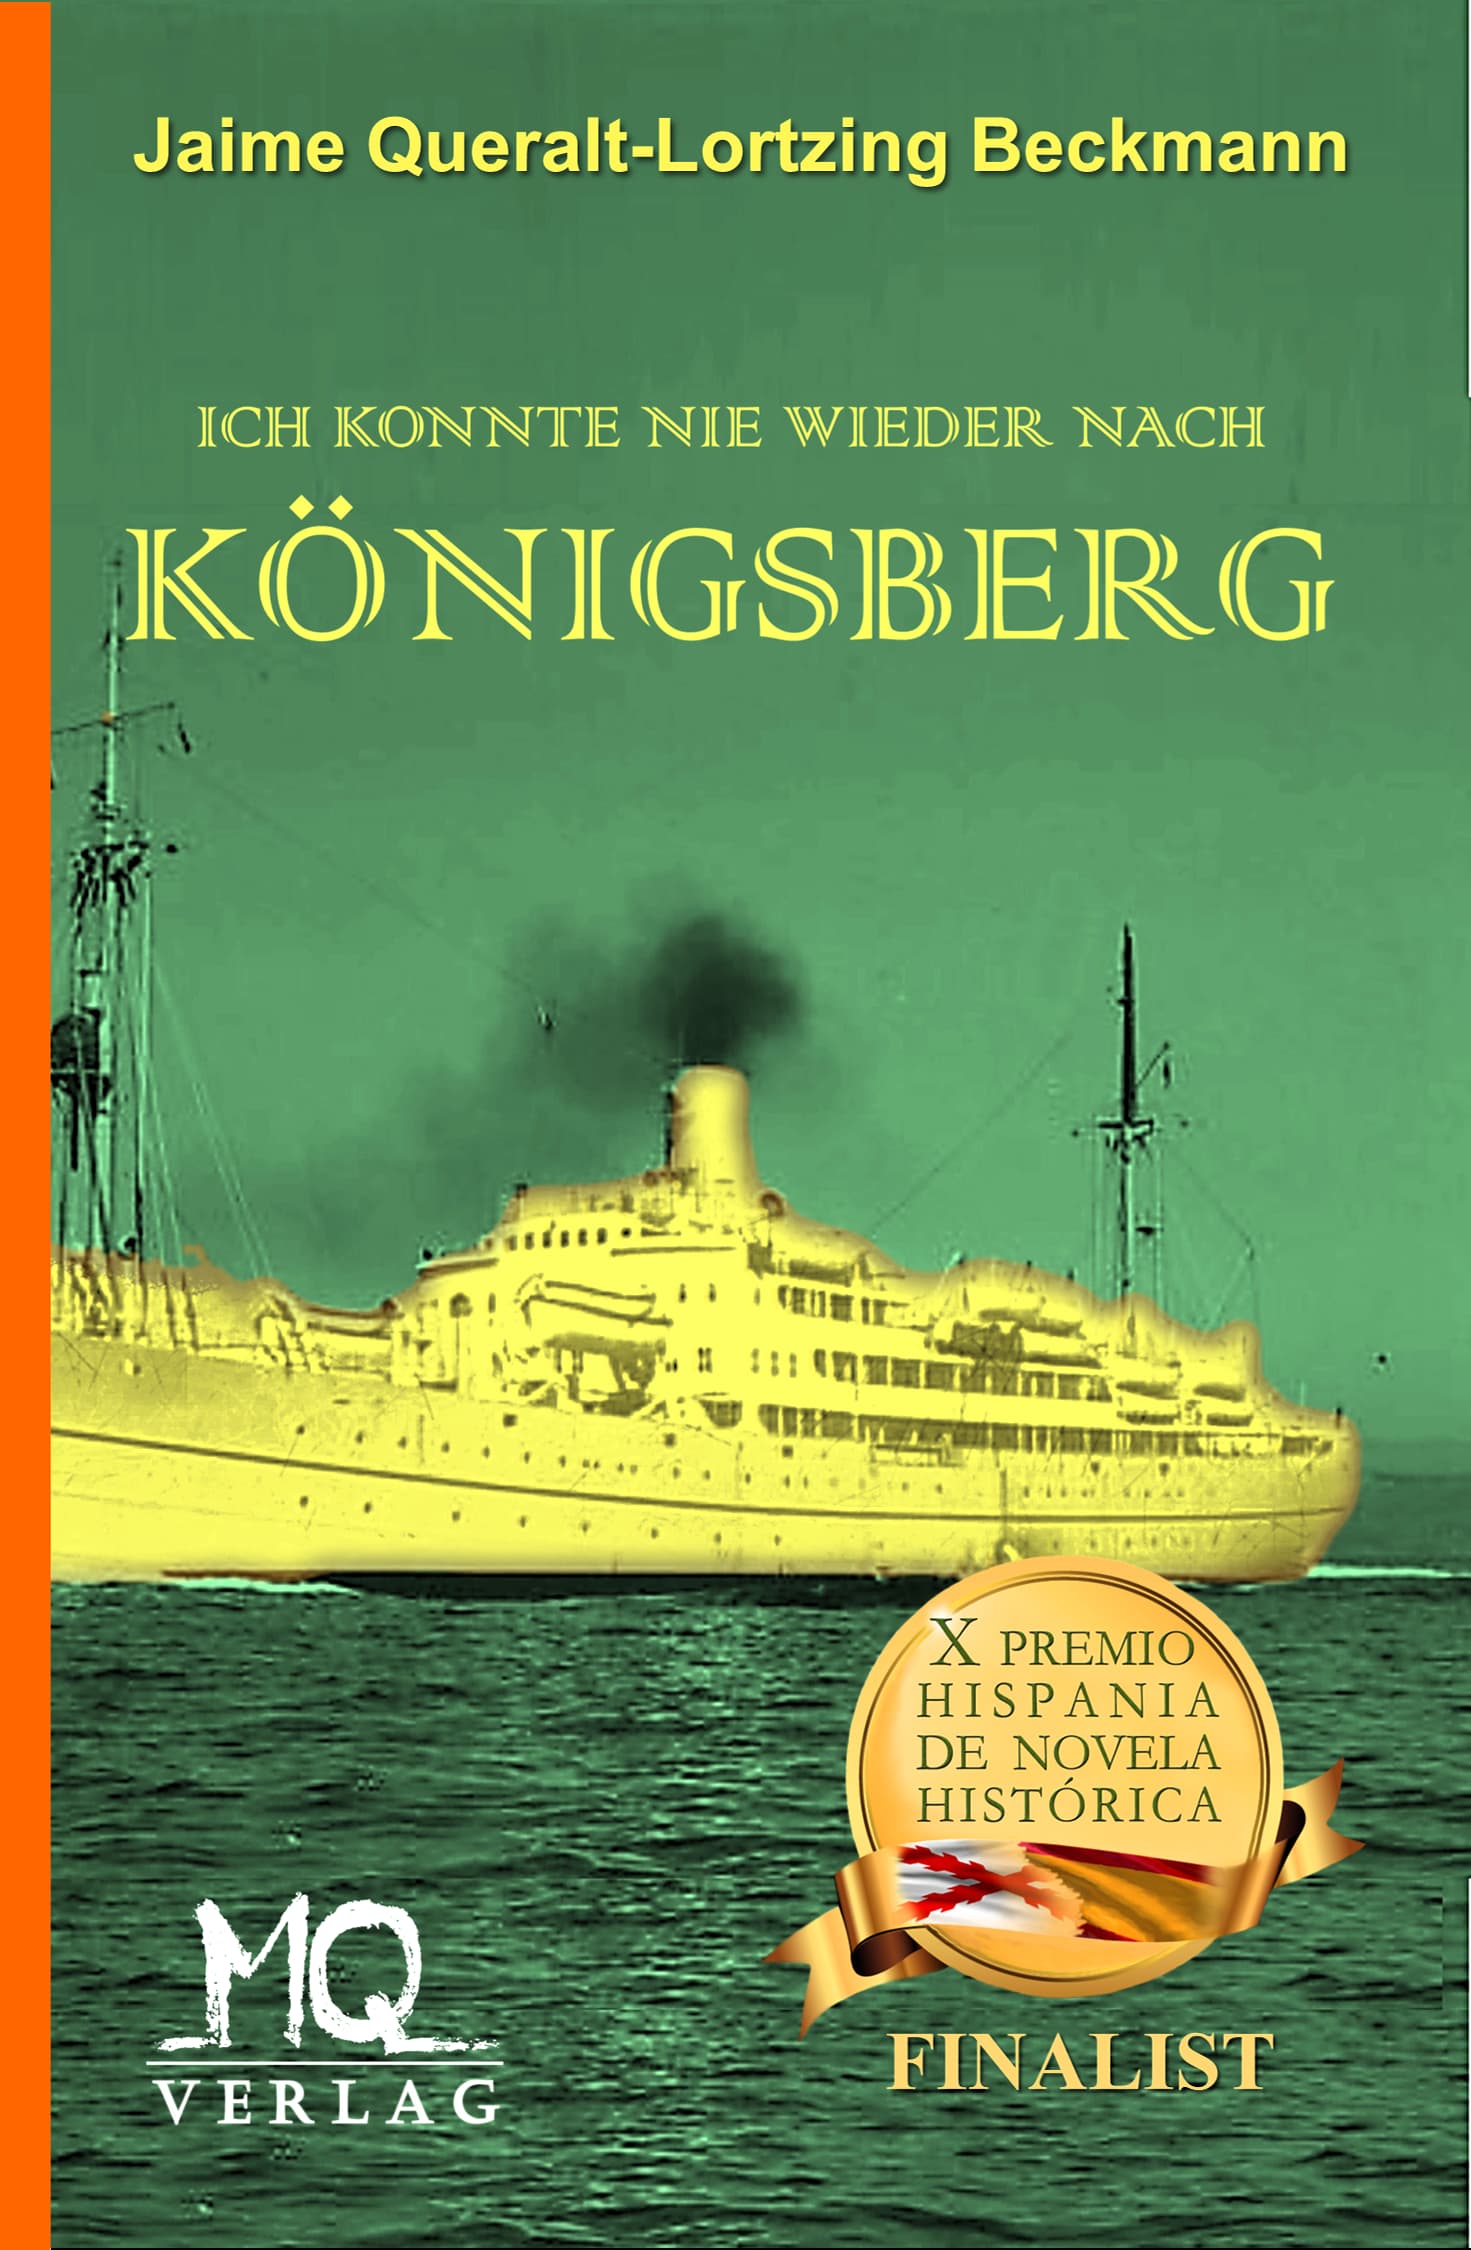 Jaime Queralt-Lortzing Beckmann
ICH KONNTE NIE WIEDER NACH
KÖNIGSBERG
X PREMIO
HISPANIA
DE NOVELA
HISTÓRICA
FINALIST
MQ
VERLAG